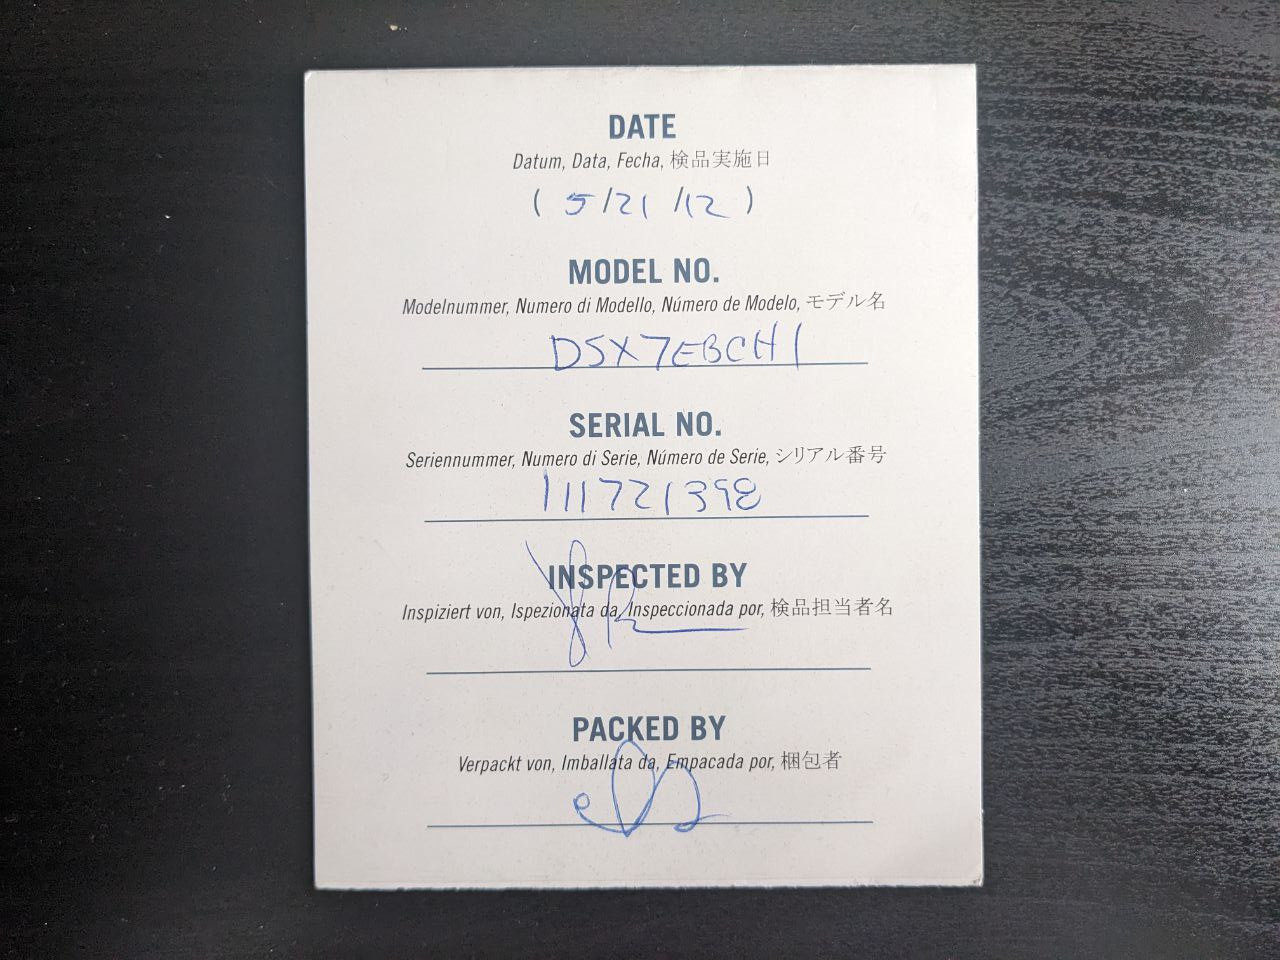 DATE
Datum, Data, Fecha, 検品実施日
( 5/21/12 )
MODEL NO.
Modelnummer, Numero di Modello, Número de Modelo, モデル名
DSX7EBCH1
SERIAL NO.
Seriennummer, Numero di Serie, Número de Serie, シリアル番号
111721398
INSPECTED BY
Inspiziert von, Ispezionata da, Inspeccionada por, 検品担当者名
PACKED BY
Verpackt von, Imballata da, Empacada por, 梱包者